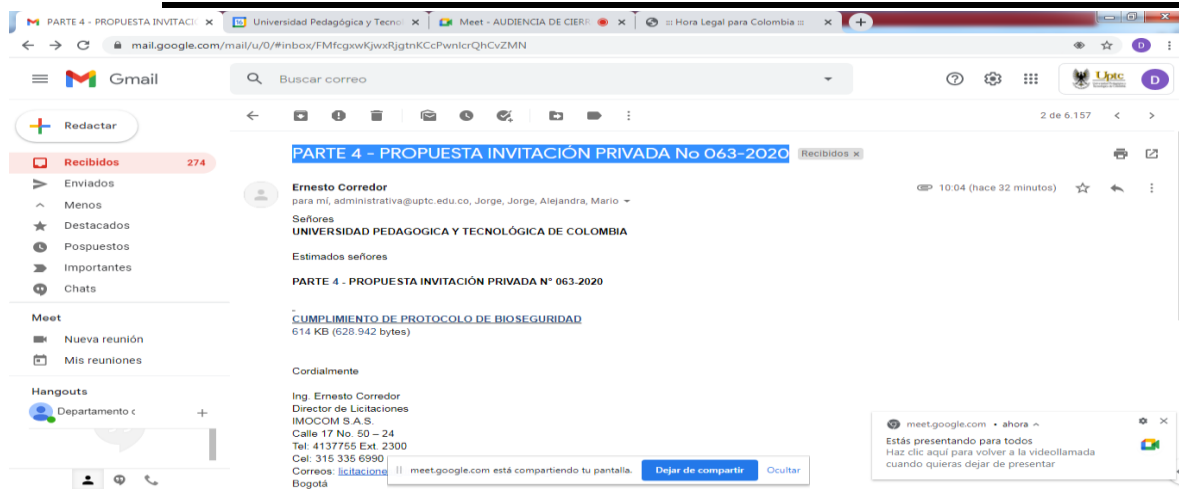 PARTE 4 - PROPUESTA INVITACI
Universidad Pedagógica y Tecnol
Meet - AUDIENCIA DE CIERR
:: Hora Legal para Colombia ::
mail.google.com/mail/u/0/#inbox/FMfcgxwKjwxRjgtnKCcPwnlcrQhCvZMN
D
Gmail
Buscar correo
Uptc
D
Redactar
2 de 6.157
PARTE 4 - PROPUESTA INVITACIÓN PRIVADA No 063-2020 Recibidos x
Recibidos 274
Enviados
Menos
Destacados
Pospuestos
Importantes
Chats
Ernesto Corredor
10:04 (hace 32 minutos)
para mí, administrativa@uptc.edu.co, Jorge, Jorge, Alejandra, Mario
Señores
UNIVERSIDAD PEDAGOGICA Y TECNOLÓGICA DE COLOMBIA
Estimados señores
PARTE 4 - PROPUESTA INVITACIÓN PRIVADA N° 063-2020
CUMPLIMIENTO DE PROTOCOLO DE BIOSEGURIDAD
614 KB (628.942 bytes)
Cordialmente
Ing. Ernesto Corredor
Director de Licitaciones
IMOCOM S.A.S.
Calle 17 No. 50 – 24
Tel: 4137755 Ext. 2300
Cel: 315 335 6990
Correos: licitacione
Bogotá
Meet
Nueva reunión
Mis reuniones
Hangouts
Departamento c
meet.google.com está compartiendo tu pantalla.
Dejar de compartir
Ocultar
meet.google.com • ahora
Estás presentando para todos
Haz clic aquí para volver a la videollamada
cuando quieras dejar de presentar